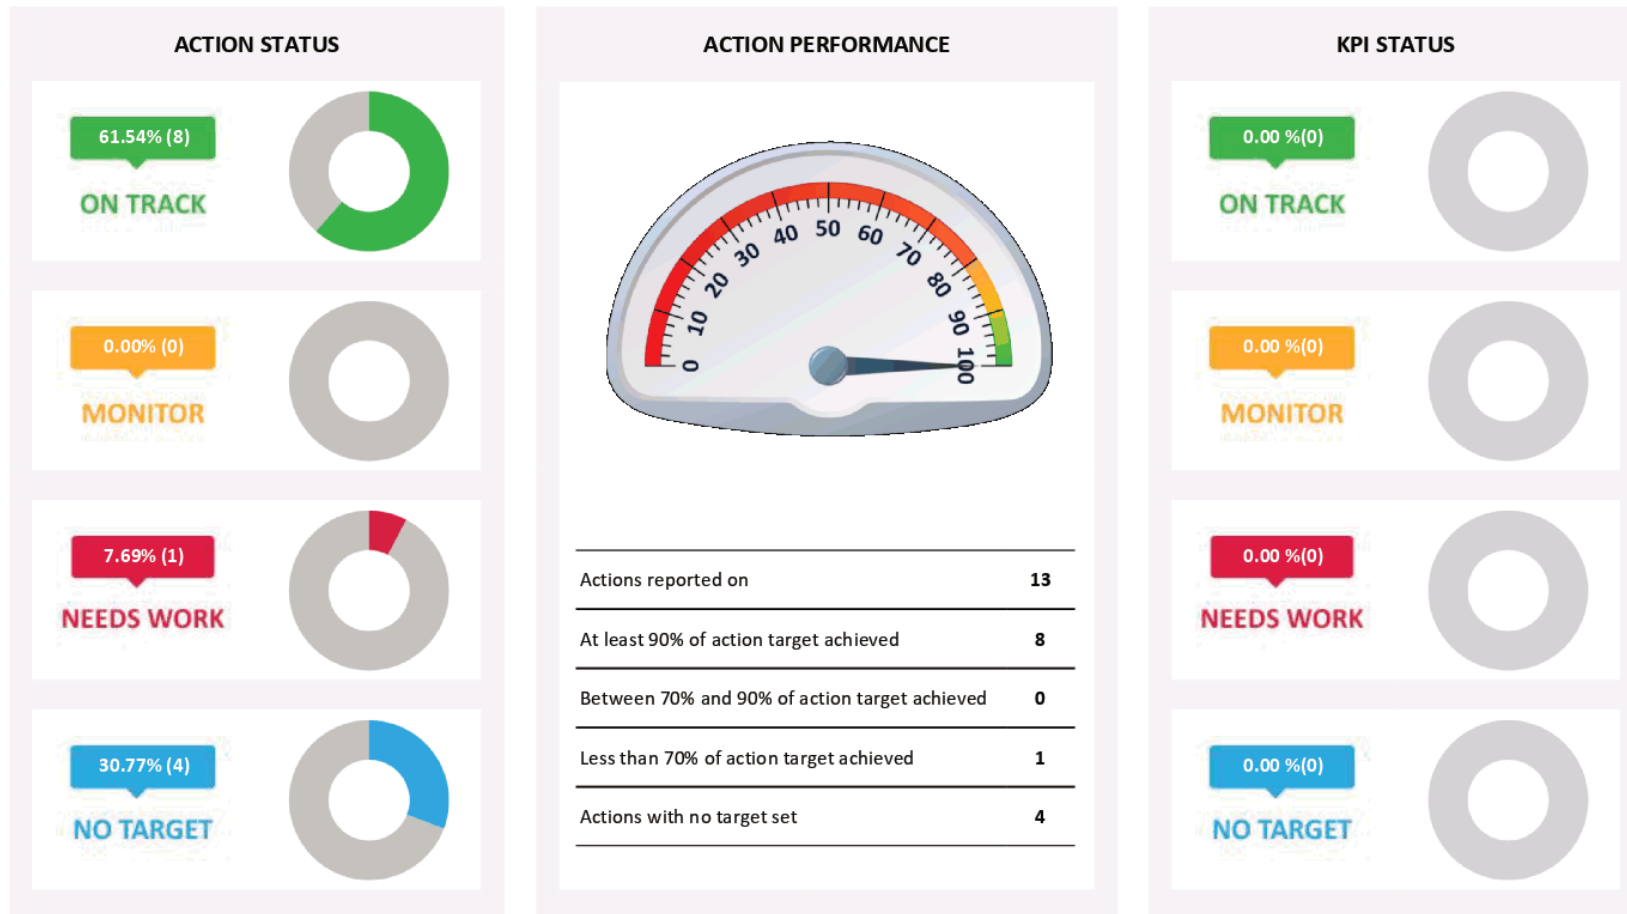 ACTION STATUS
61.54% (8)
ON TRACK
0.00% (0)
MONITOR
7.69% (1)
NEEDS WORK
30.77% (4)
NO TARGET
ACTION PERFORMANCE
0 10 20 30 40 50 60 70 80 90 100
Actions reported on 13
At least 90% of action target achieved 8
Between 70% and 90% of action target achieved 0
Less than 70% of action target achieved 1
Actions with no target set 4
KPI STATUS
0.00 %(0)
ON TRACK
0.00 %(0)
MONITOR
0.00 %(0)
NEEDS WORK
0.00 %(0)
NO TARGET